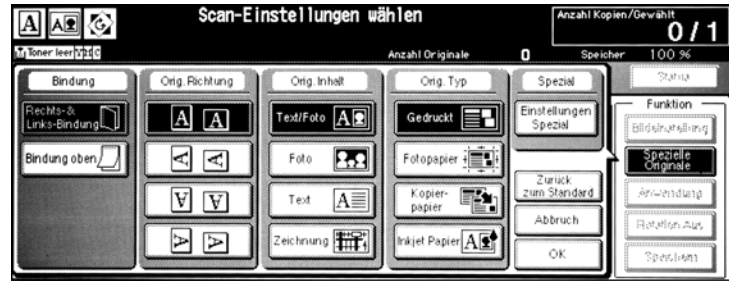 Scan-Einstellungen wählen
Anzahl Kopien/Gewählt
0 / 1
Toner leer
Anzahl Originale 0 Speicher 100 %
Bindung
Rechts-&
Links-Bindung
Bindung oben
Orig. Richtung
A A
A A
A A
A A
Orig. Inhalt
Text/Foto A
Foto
Text A
Zeichnung
Orig. Typ
Gedruckt
Fotopapier
Kopier-
papier
Inkjet Papier A
Spezial
Einstellungen
Spezial
Zurück
zum Standard
Abbruch
OK
Status
Funktion
Bildeinstellung
Spezielle
Originale
Anwendung
Rotation Aus
Speichern